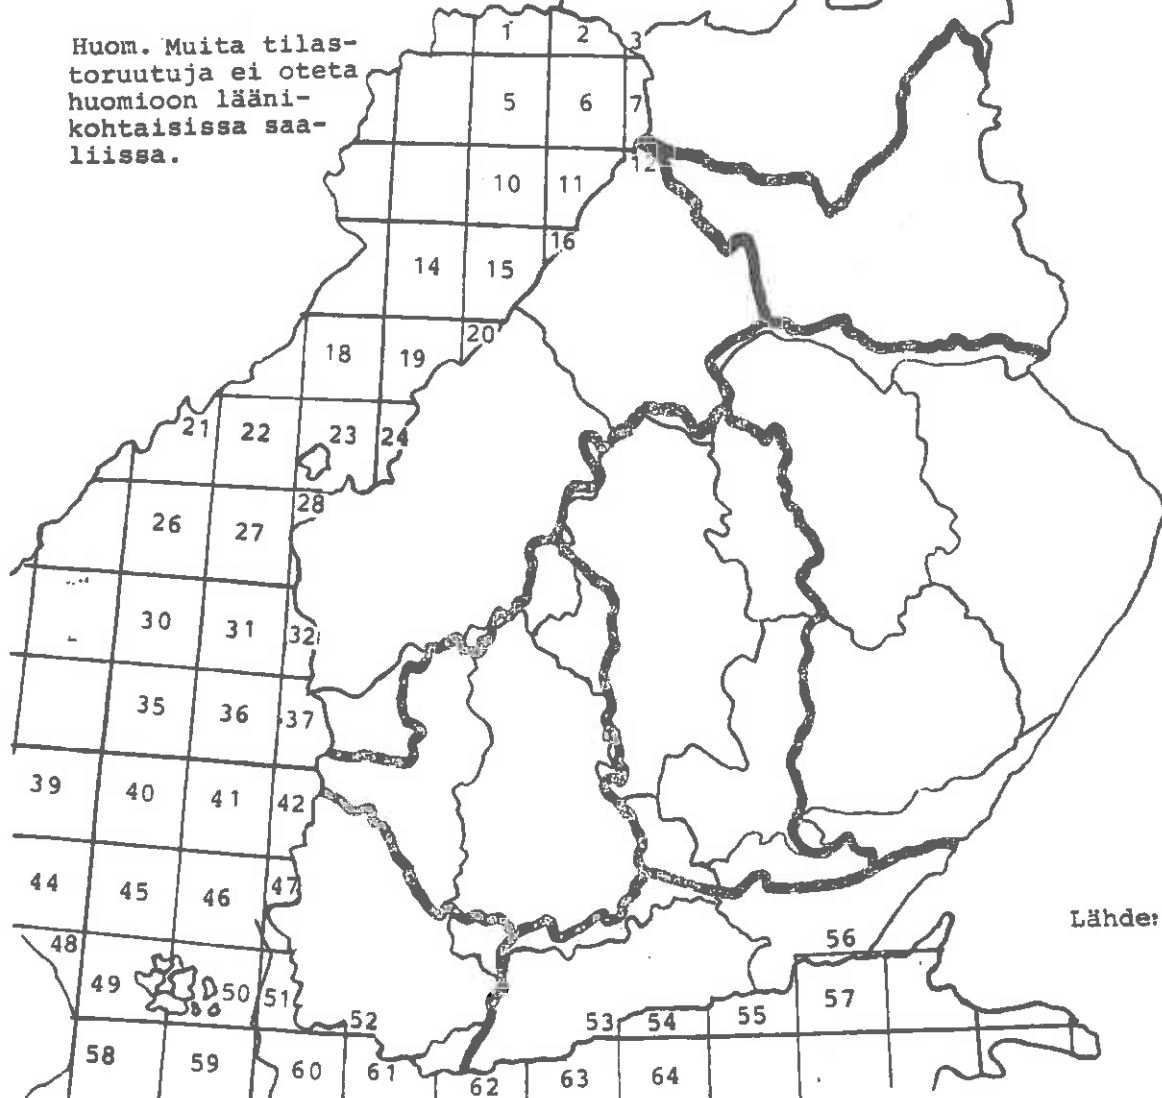 Huom. Muita tilas-
toruutuja ei oteta
huomioon lääni-
kohtaisissa saa-
liissa.
1 2 3
5 6 7
10 11 12
14 15 16
18 19 20
21 22 23 24
26 27 28
30 31 32
35 36 37
39 40 41 42
44 45 46 47
48
49 50 51 52 53 54 55 56 57
58 59 60 61 62 63 64
Lähde: